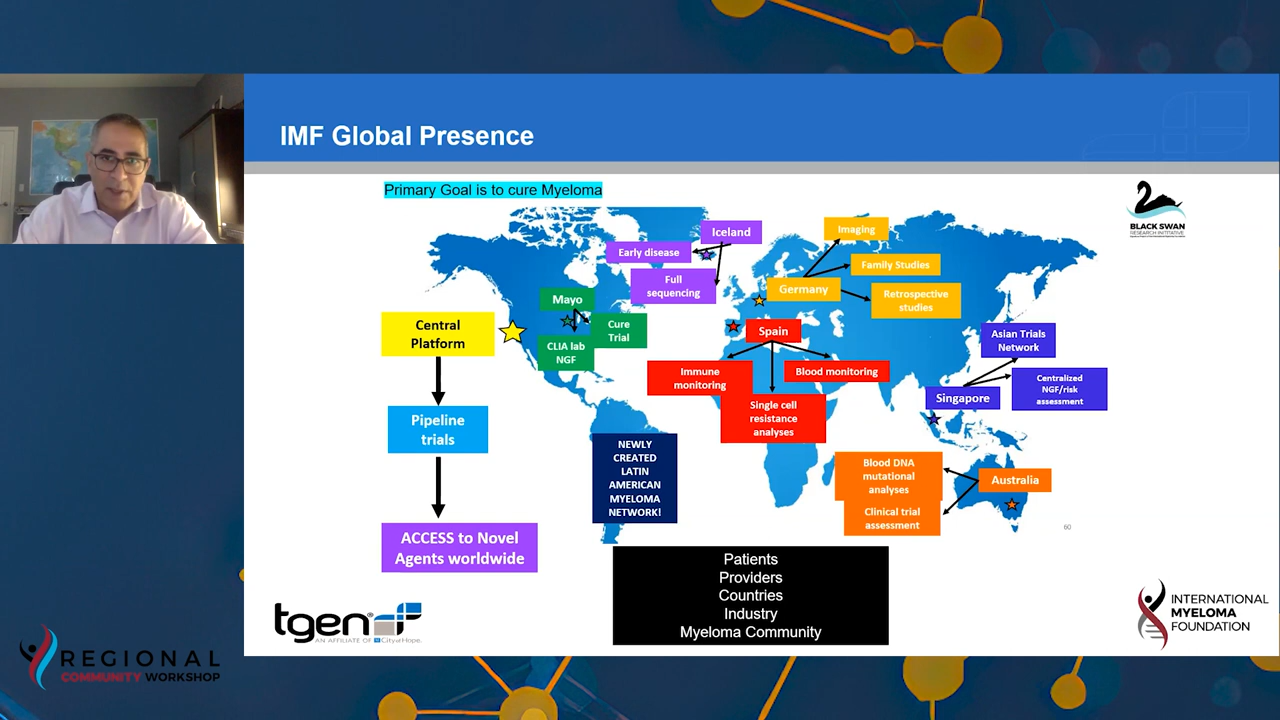 IMF Global Presence
Primary Goal is to cure Myeloma
BLACK SWAN
RESEARCH INITIATIVE
Iceland
Early disease
Full
sequencing
Imaging
Family Studies
Germany
Retrospective
studies
Mayo
Cure
Trial
CLIA lab
NGF
Central
Platform
Pipeline
trials
ACCESS to Novel
Agents worldwide
Spain
Immune
monitoring
Blood monitoring
Single cell
resistance
analyses
Asian Trials
Network
Centralized
NGF/risk
assessment
Singapore
NEWLY
CREATED
LATIN
AMERICAN
MYELOMA
NETWORK!
Blood DNA
mutational
analyses
Australia
Clinical trial
assessment
60
Patients
Providers
Countries
Industry
Myeloma Community
tgen
AN AFFILIATE OF City of Hope
INTERNATIONAL
MYELOMA
FOUNDATION
REGIONAL
COMMUNITY WORKSHOP